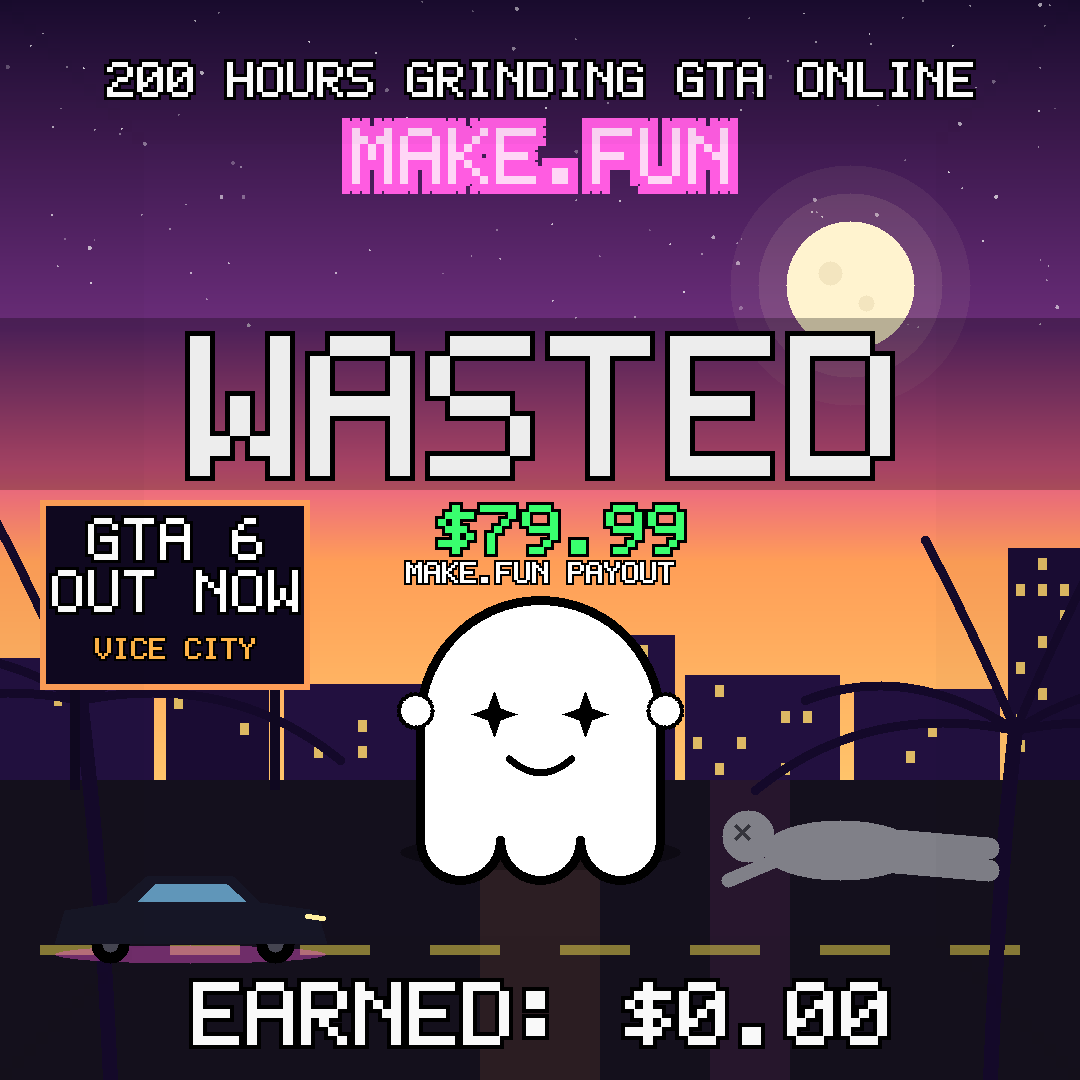 200 HOURS GRINDING GTA ONLINE
MAKE.FUN
WASTED
GTA 6
OUT NOW
VICE CITY
$79.99
MAKE.FUN PAYOUT
EARNED: $0.00